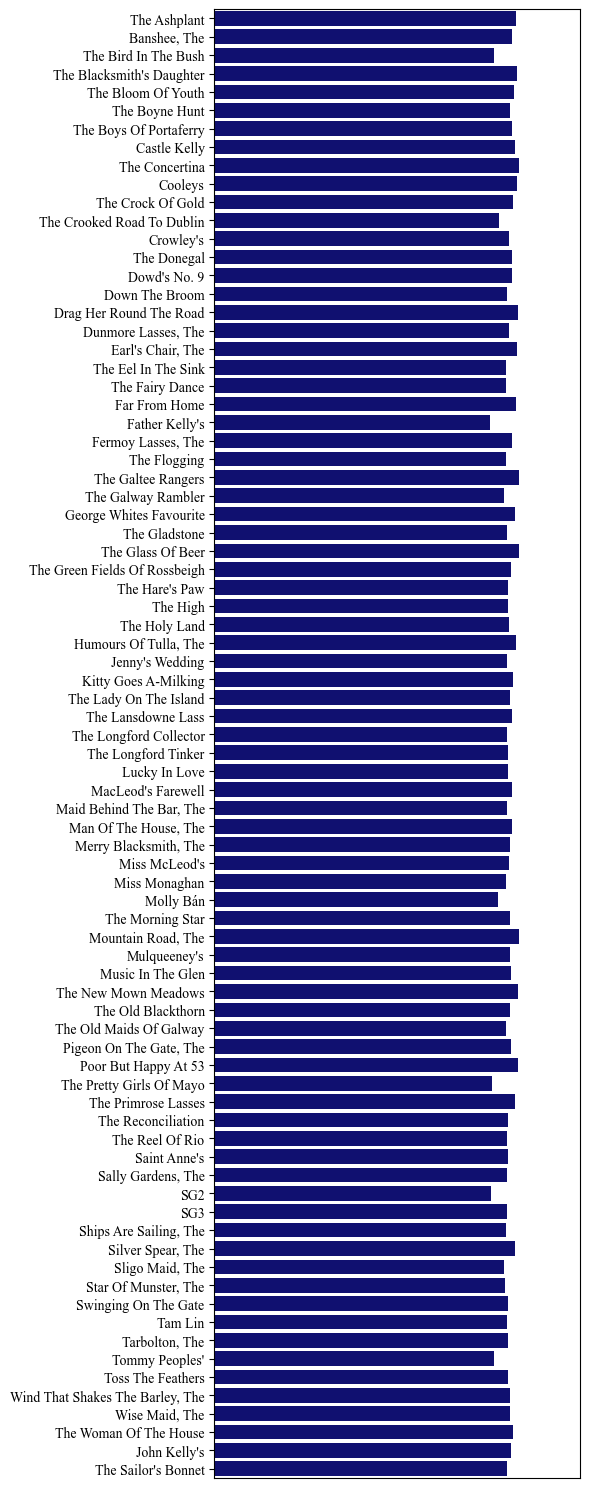 The Ashplant
Banshee, The
The Bird In The Bush
The Blacksmith's Daughter
The Bloom Of Youth
The Boyne Hunt
The Boys Of Portaferry
Castle Kelly
The Concertina
Cooleys
The Crock Of Gold
The Crooked Road To Dublin
Crowley's
The Donegal
Dowd's No. 9
Down The Broom
Drag Her Round The Road
Dunmore Lasses, The
Earl's Chair, The
The Eel In The Sink
The Fairy Dance
Far From Home
Father Kelly's
Fermoy Lasses, The
The Flogging
The Galtee Rangers
The Galway Rambler
George Whites Favourite
The Gladstone
The Glass Of Beer
The Green Fields Of Rossbeigh
The Hare's Paw
The High
The Holy Land
Humours Of Tulla, The
Jenny's Wedding
Kitty Goes A-Milking
The Lady On The Island
The Lansdowne Lass
The Longford Collector
The Longford Tinker
Lucky In Love
MacLeod's Farewell
Maid Behind The Bar, The
Man Of The House, The
Merry Blacksmith, The
Miss McLeod's
Miss Monaghan
Molly Bán
The Morning Star
Mountain Road, The
Mulqueeney's
Music In The Glen
The New Mown Meadows
The Old Blackthorn
The Old Maids Of Galway
Pigeon On The Gate, The
Poor But Happy At 53
The Pretty Girls Of Mayo
The Primrose Lasses
The Reconciliation
The Reel Of Rio
Saint Anne's
Sally Gardens, The
SG2
SG3
Ships Are Sailing, The
Silver Spear, The
Sligo Maid, The
Star Of Munster, The
Swinging On The Gate
Tam Lin
Tarbolton, The
Tommy Peoples'
Toss The Feathers
Wind That Shakes The Barley, The
Wise Maid, The
The Woman Of The House
John Kelly's
The Sailor's Bonnet